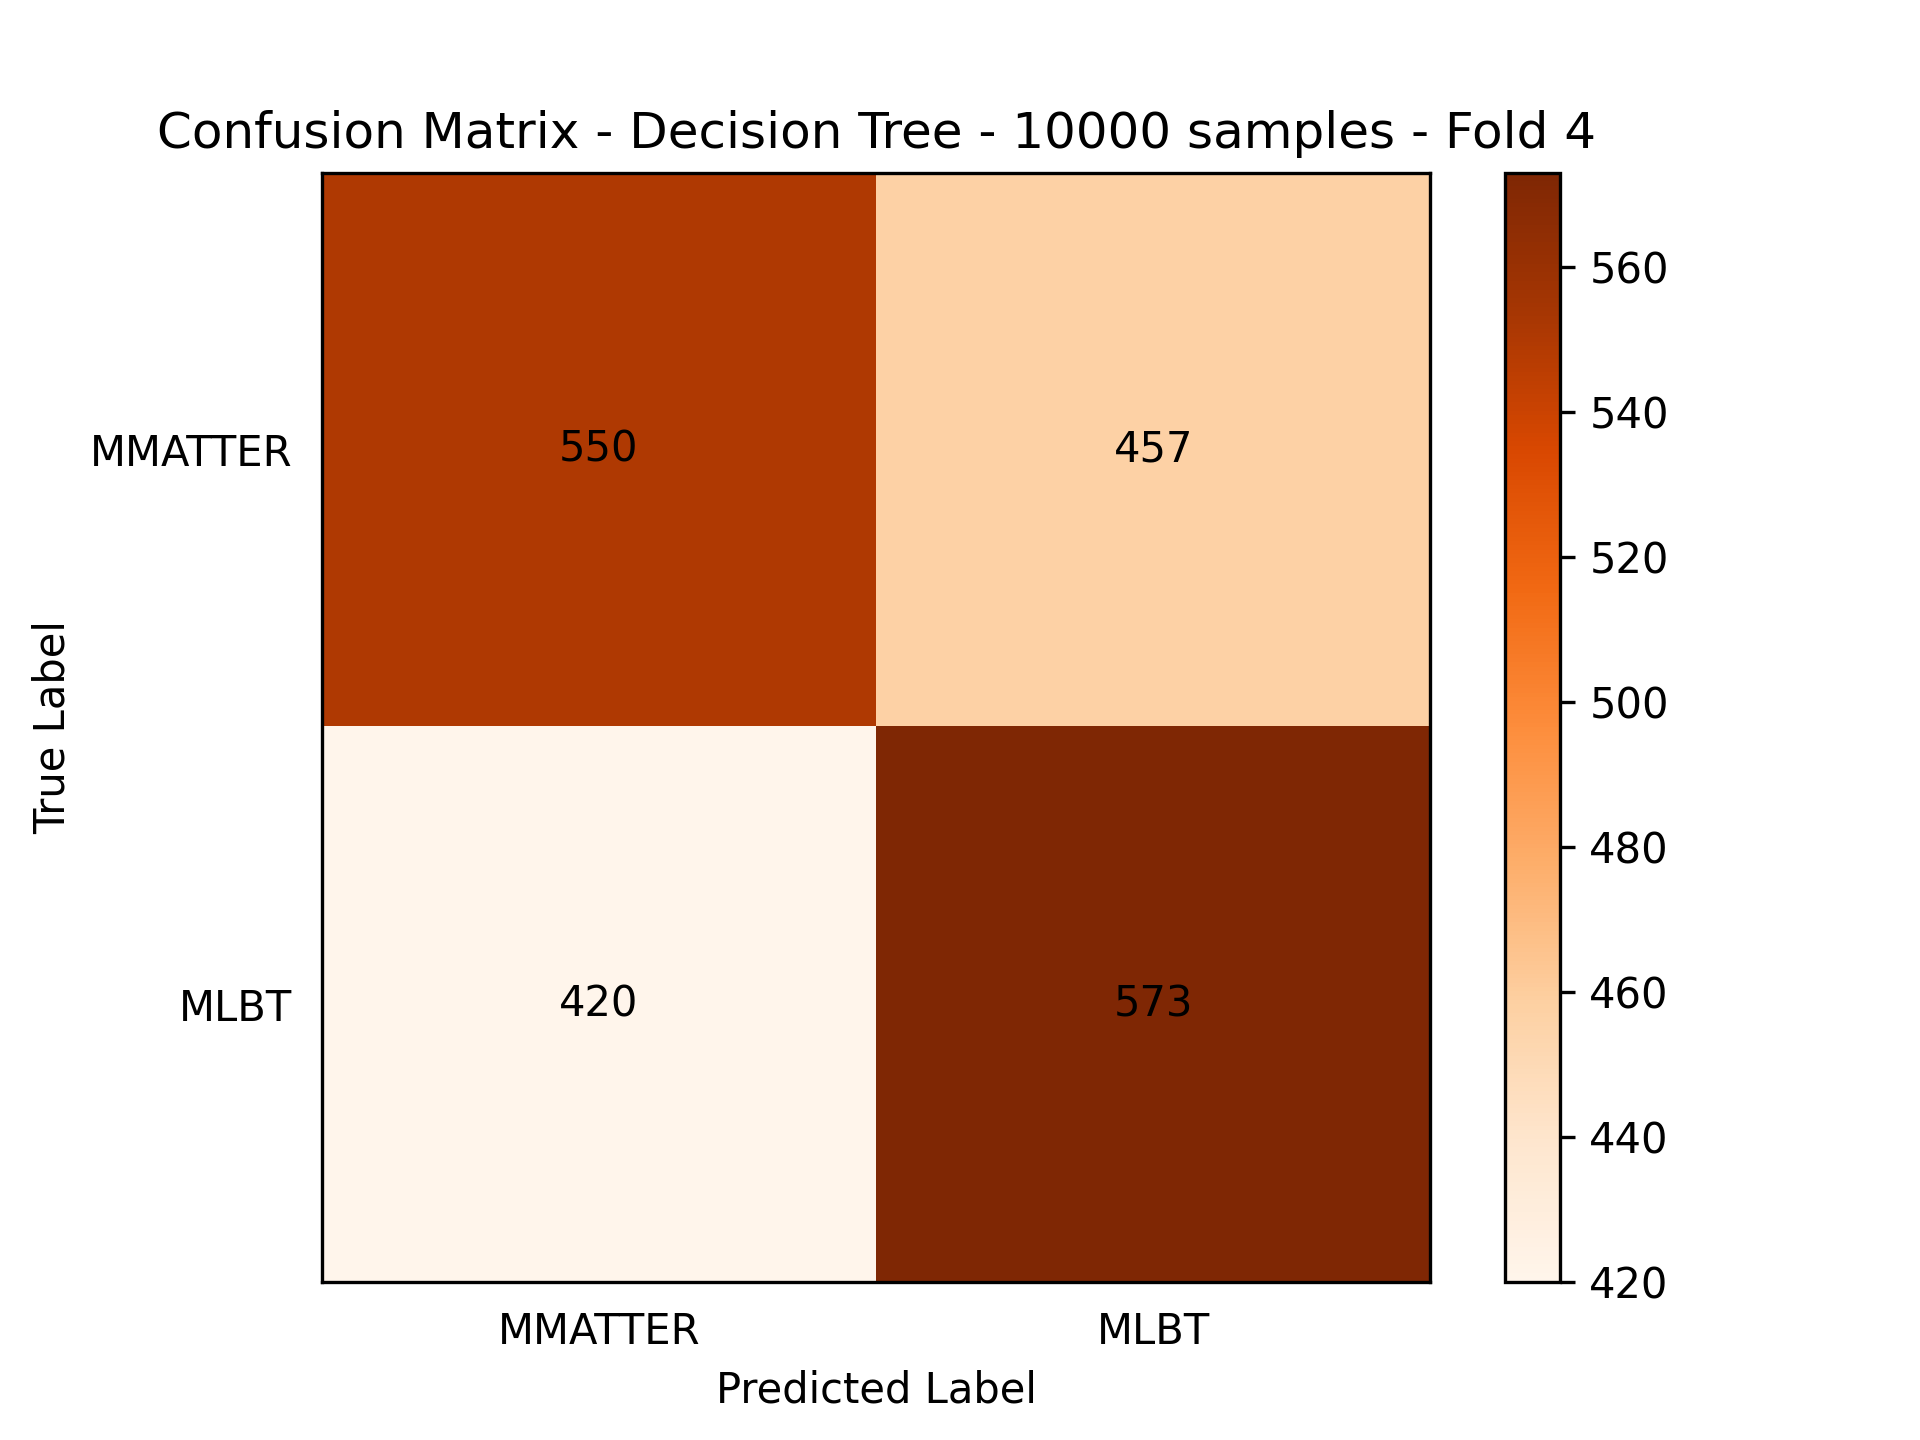 Confusion Matrix - Decision Tree - 10000 samples - Fold 4
True Label
MMATTER
550
457
MLBT
420
573
MMATTER
MLBT
Predicted Label
560
540
520
500
480
460
440
420